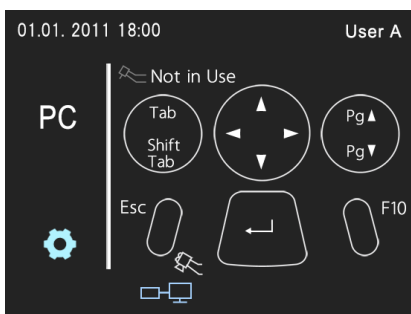 01.01. 2011 18:00 User A
Not in Use
PC
Tab
Shift
Tab
Pg▲
Pg▼
Esc
F10